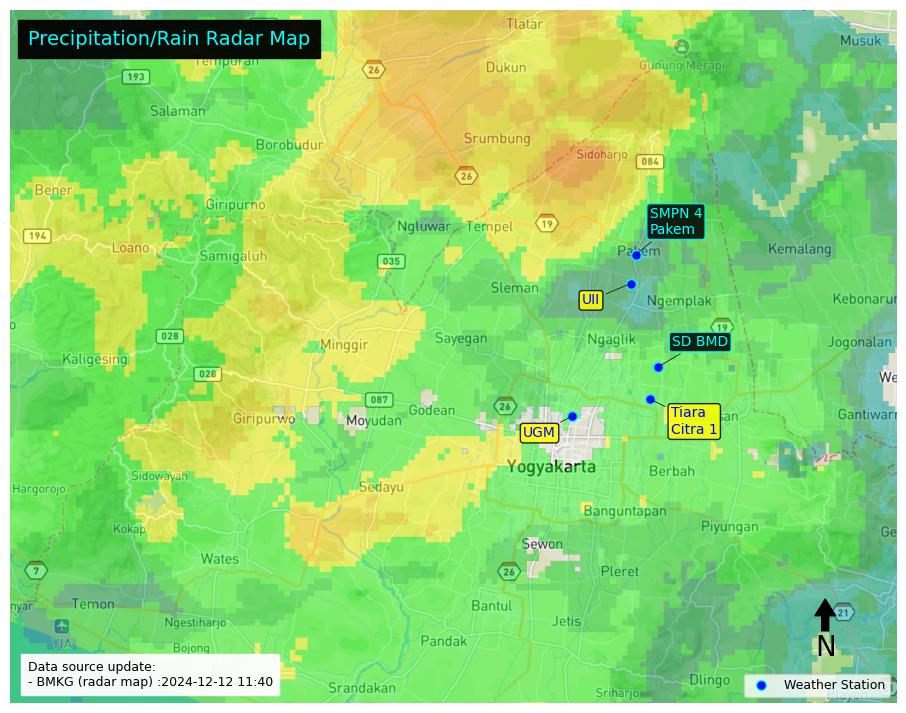 Precipitation/Rain Radar Map
Tlatar
Musuk
26
Gunung Merapi
193
Tempuran
Dukun
Salaman
Srumbung
Borobudur
Sidoharjo
084
26
Bener
Giripurno
SMPN 4
Pakem
194
Ngluwar
Tempel
19
Loano
Samigaluh
Pakem
Kemalang
035
Sleman
UII
Ngemplak
Kebonaru
19
028
Minggir
Sayegan
Ngaglik
SD BMD
Jogonalan
Kaligesing
028
We
087
26
Giripurwo
Moyudan
Godean
Tiara
Citra 1
san
Gantiwarn
UGM
Yogyakarta
Berbah
Sidowayah
Hargorojo
Sedayu
Banguntapan
Kokap
Piyungan
Ge
Sewon
Wates
7
26
Pleret
Temon
nyar
Bantul
21
Ngestiharjo
Jetis
YIA
Bojong
Pandak
N
Data source update:
- BMKG (radar map) :2024-12-12 11:40
Srandakan
Dlingo
Sriharjo
Weather Station